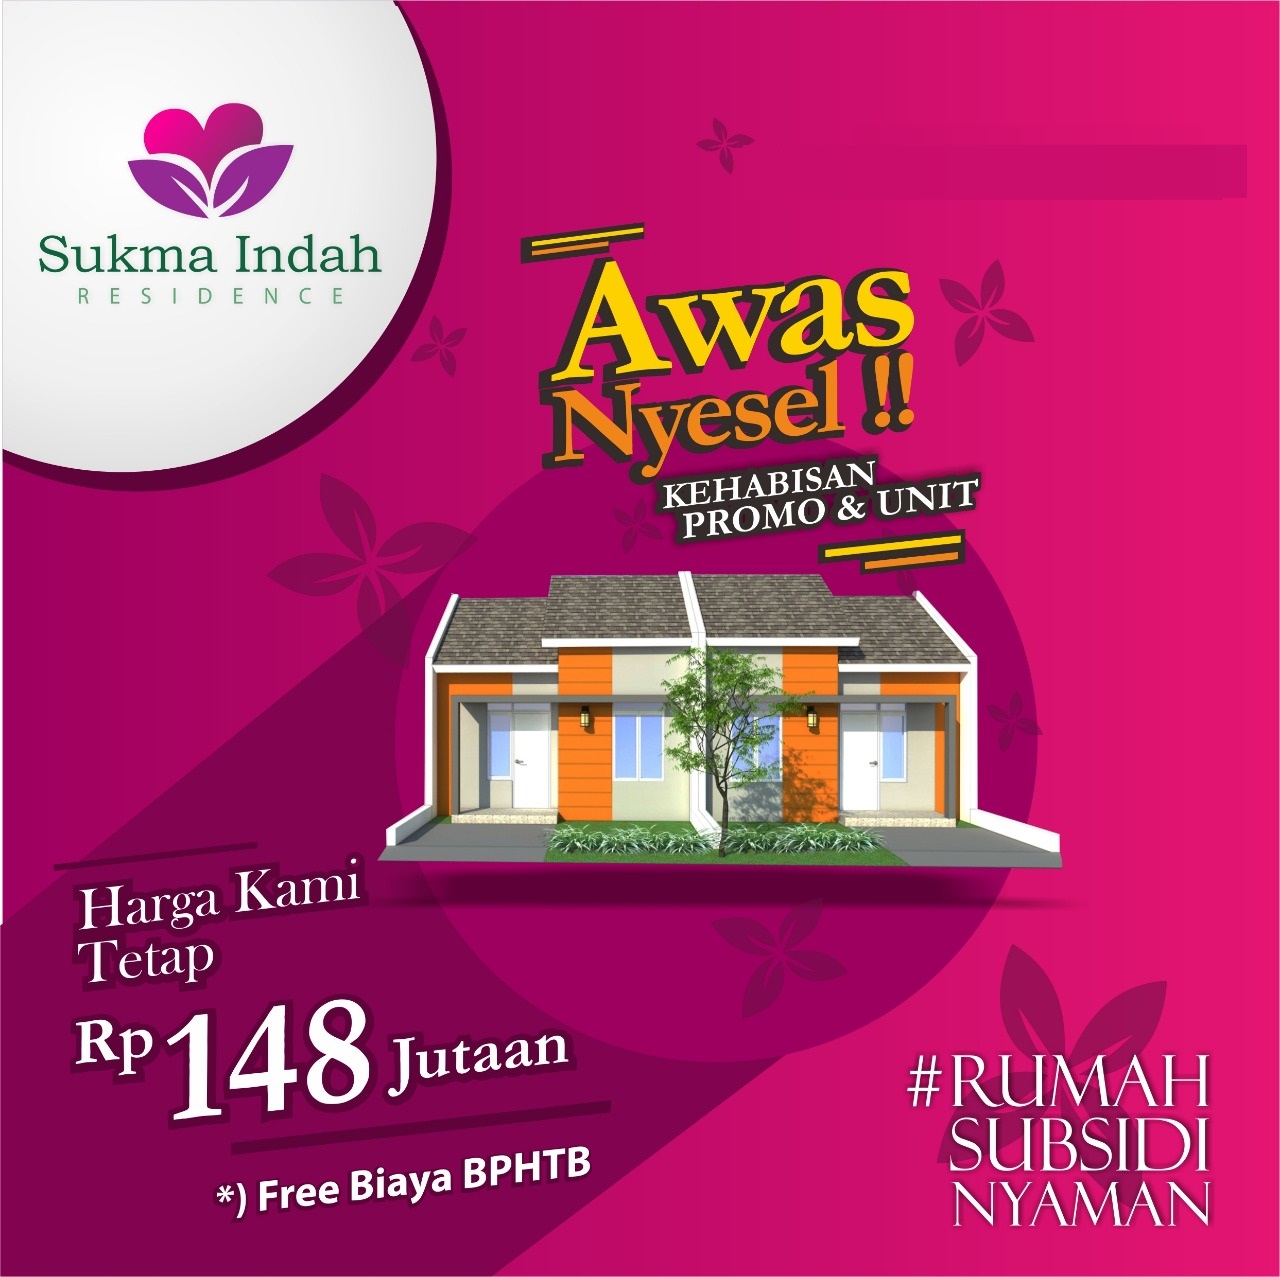 Sukma Indah
RESIDENCE
Awas
Nyesel !!
KEHABISAN
PROMO & UNIT
Harga Kami
Tetap
Rp 148 Jutaan
*) Free Biaya BPHTB
#RUMAH
SUBSIDI
NYAMAN